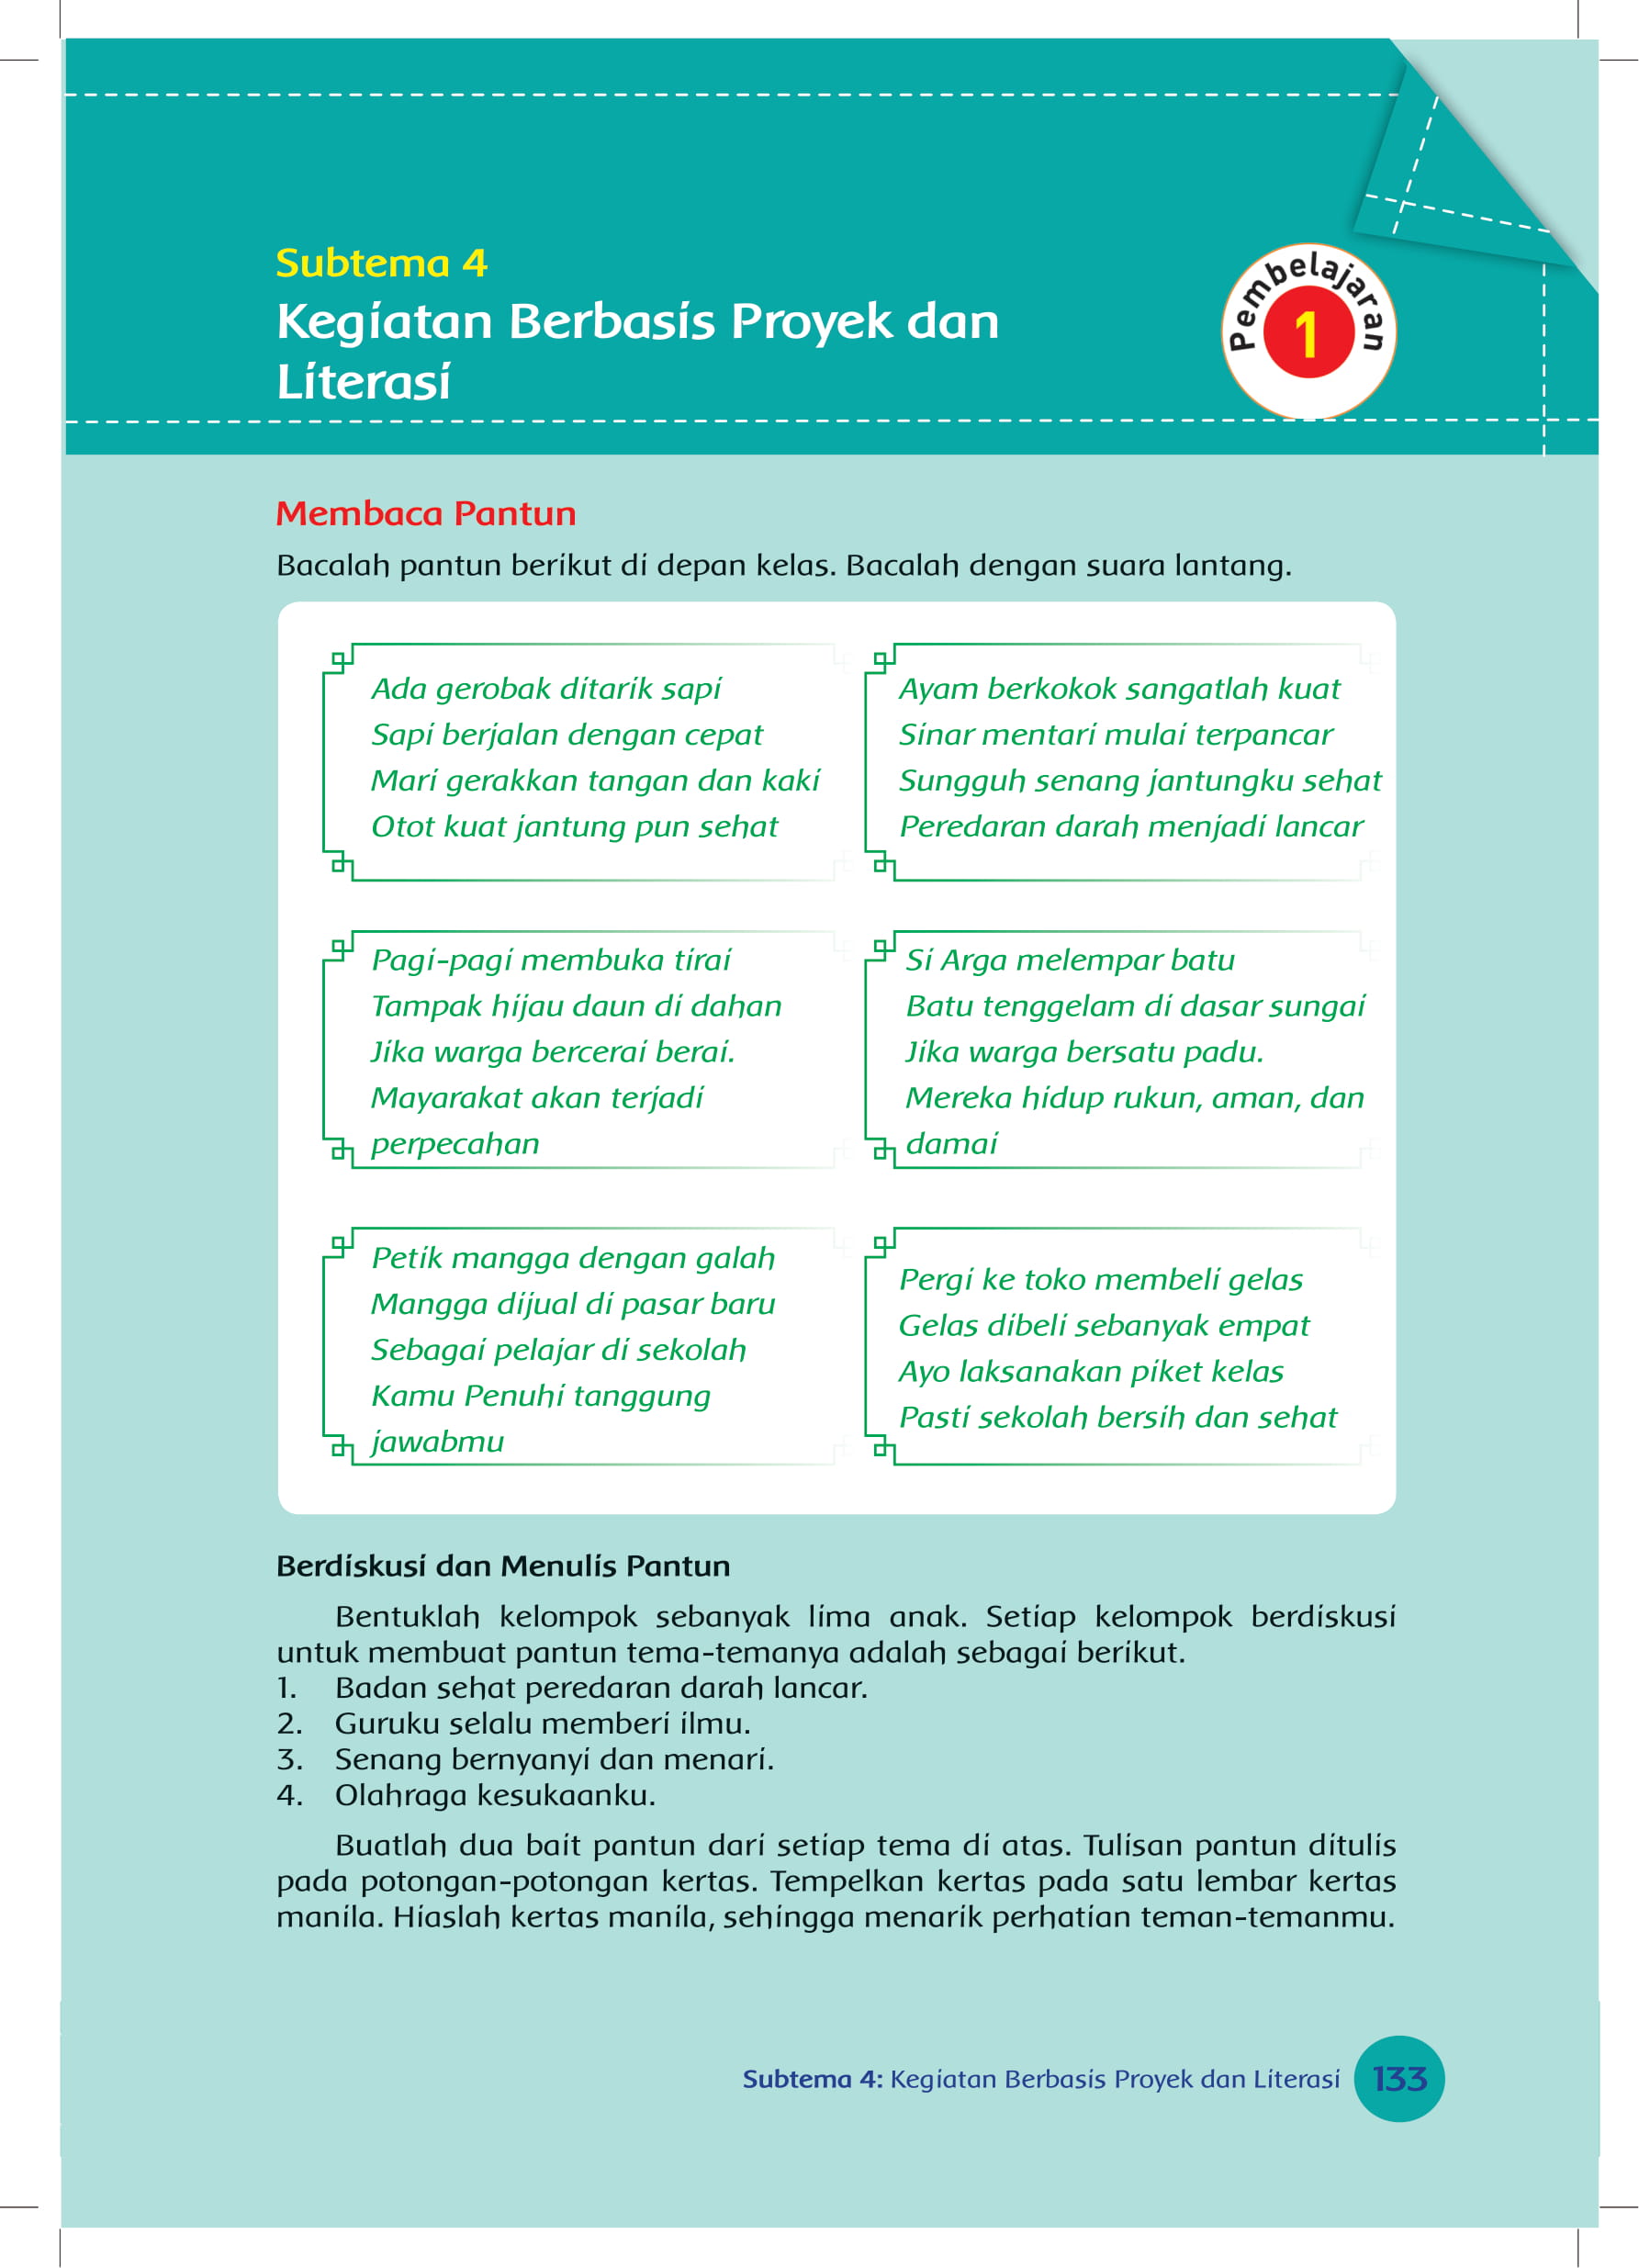 Subtema 4
Kegiatan Berbasis Proyek dan
Literasi
Pembelajaran
1
Membaca Pantun
Bacalah pantun berikut di depan kelas. Bacalah dengan suara lantang.
Ada gerobak ditarik sapi
Sapi berjalan dengan cepat
Mari gerakkan tangan dan kaki
Otot kuat jantung pun sehat
Ayam berkokok sangatlah kuat
Sinar mentari mulai terpancar
Sungguh senang jantungku sehat
Peredaran darah menjadi lancar
Pagi-pagi membuka tirai
Tampak hijau daun di dahan
Jika warga bercerai berai.
Mayarakat akan terjadi
perpecahan
Si Arga melempar batu
Batu tenggelam di dasar sungai
Jika warga bersatu padu.
Mereka hidup rukun, aman, dan
damai
Petik mangga dengan galah
Mangga dijual di pasar baru
Sebagai pelajar di sekolah
Kamu Penuhi tanggung
jawabmu
Pergi ke toko membeli gelas
Gelas dibeli sebanyak empat
Ayo laksanakan piket kelas
Pasti sekolah bersih dan sehat
Berdiskusi dan Menulis Pantun
Bentuklah kelompok sebanyak lima anak. Setiap kelompok berdiskusi
untuk membuat pantun tema-temanya adalah sebagai berikut.
1. Badan sehat peredaran darah lancar.
2. Guruku selalu memberi ilmu.
3. Senang bernyanyi dan menari.
4. Olahraga kesukaanku.
Buatlah dua bait pantun dari setiap tema di atas. Tulisan pantun ditulis
pada potongan-potongan kertas. Tempelkan kertas pada satu lembar kertas
manila. Hiaslah kertas manila, sehingga menarik perhatian teman-temanmu.
Subtema 4: Kegiatan Berbasis Proyek dan Literasi 133